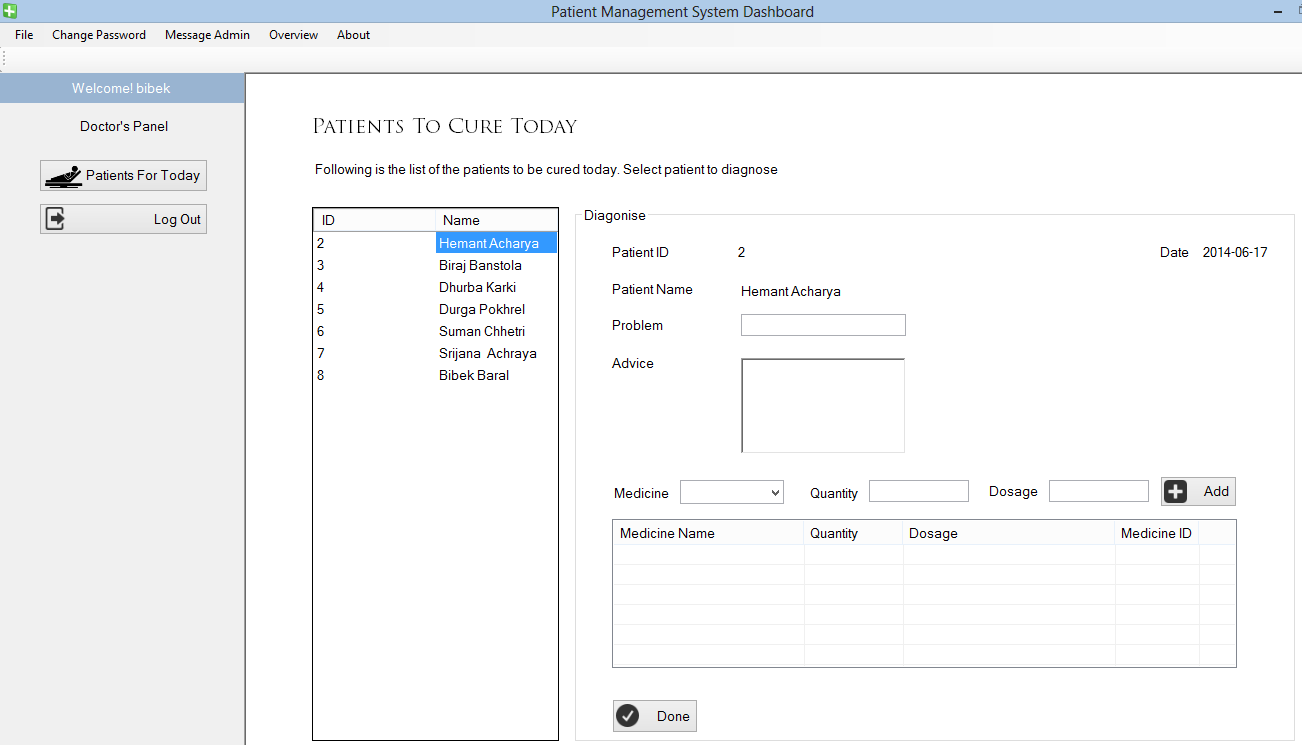 Patient Management System Dashboard
File Change Password Message Admin Overview About
Welcome! bibek
Doctor's Panel
Patients For Today
Log Out
PATIENTS TO CURE TODAY
Following is the list of the patients to be cured today. Select patient to diagnose
ID Name
2 Hemant Acharya
3 Biraj Banstola
4 Dhurba Karki
5 Durga Pokhrel
6 Suman Chhetri
7 Srijana Achraya
8 Bibek Baral
Diagonise
Patient ID 2 Date 2014-06-17
Patient Name Hemant Acharya
Problem
Advice
Medicine Quantity Dosage Add
Medicine Name Quantity Dosage Medicine ID
Done